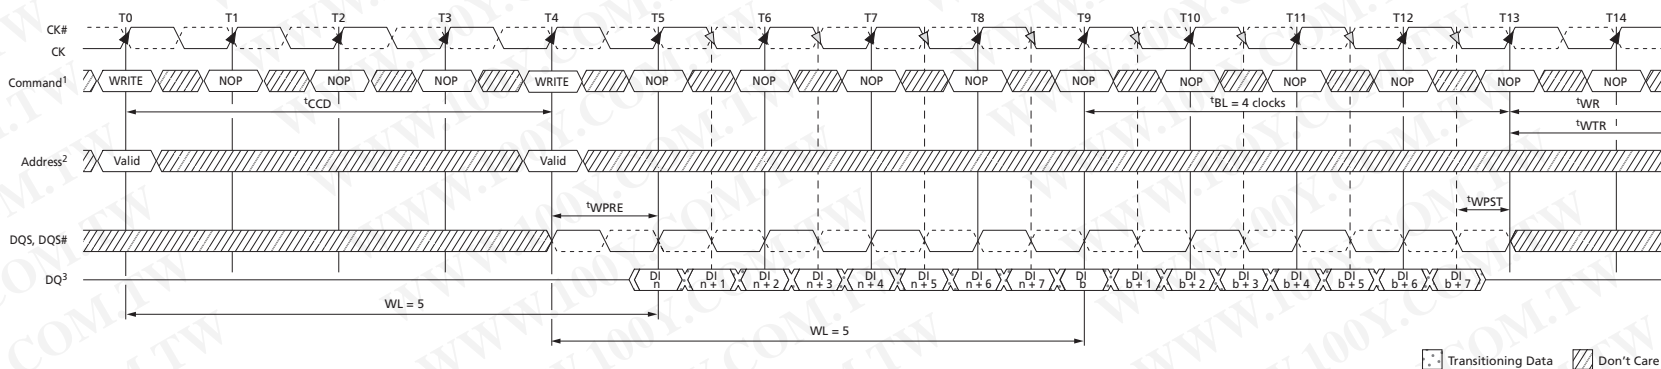 T0 T1 T2 T3 T4 T5 T6 T7 T8 T9 T10 T11 T12 T13 T14
CK#
CK
Command1 WRITE NOP NOP NOP WRITE NOP NOP NOP NOP NOP NOP NOP NOP NOP NOP
tCCD tBL = 4 clocks tWR
tWTR
Address2 Valid Valid
tWPRE tWPST
DQS, DQS#
DQ3 DI n DI n + 1 DI n + 2 DI n + 3 DI n + 4 DI n + 5 DI n + 6 DI n + 7 DI b DI b + 1 DI b + 2 DI b + 3 DI b + 4 DI b + 5 DI b + 6 DI b + 7
WL = 5
WL = 5
Transitioning Data Don't Care
WWW.100Y.COM.TW